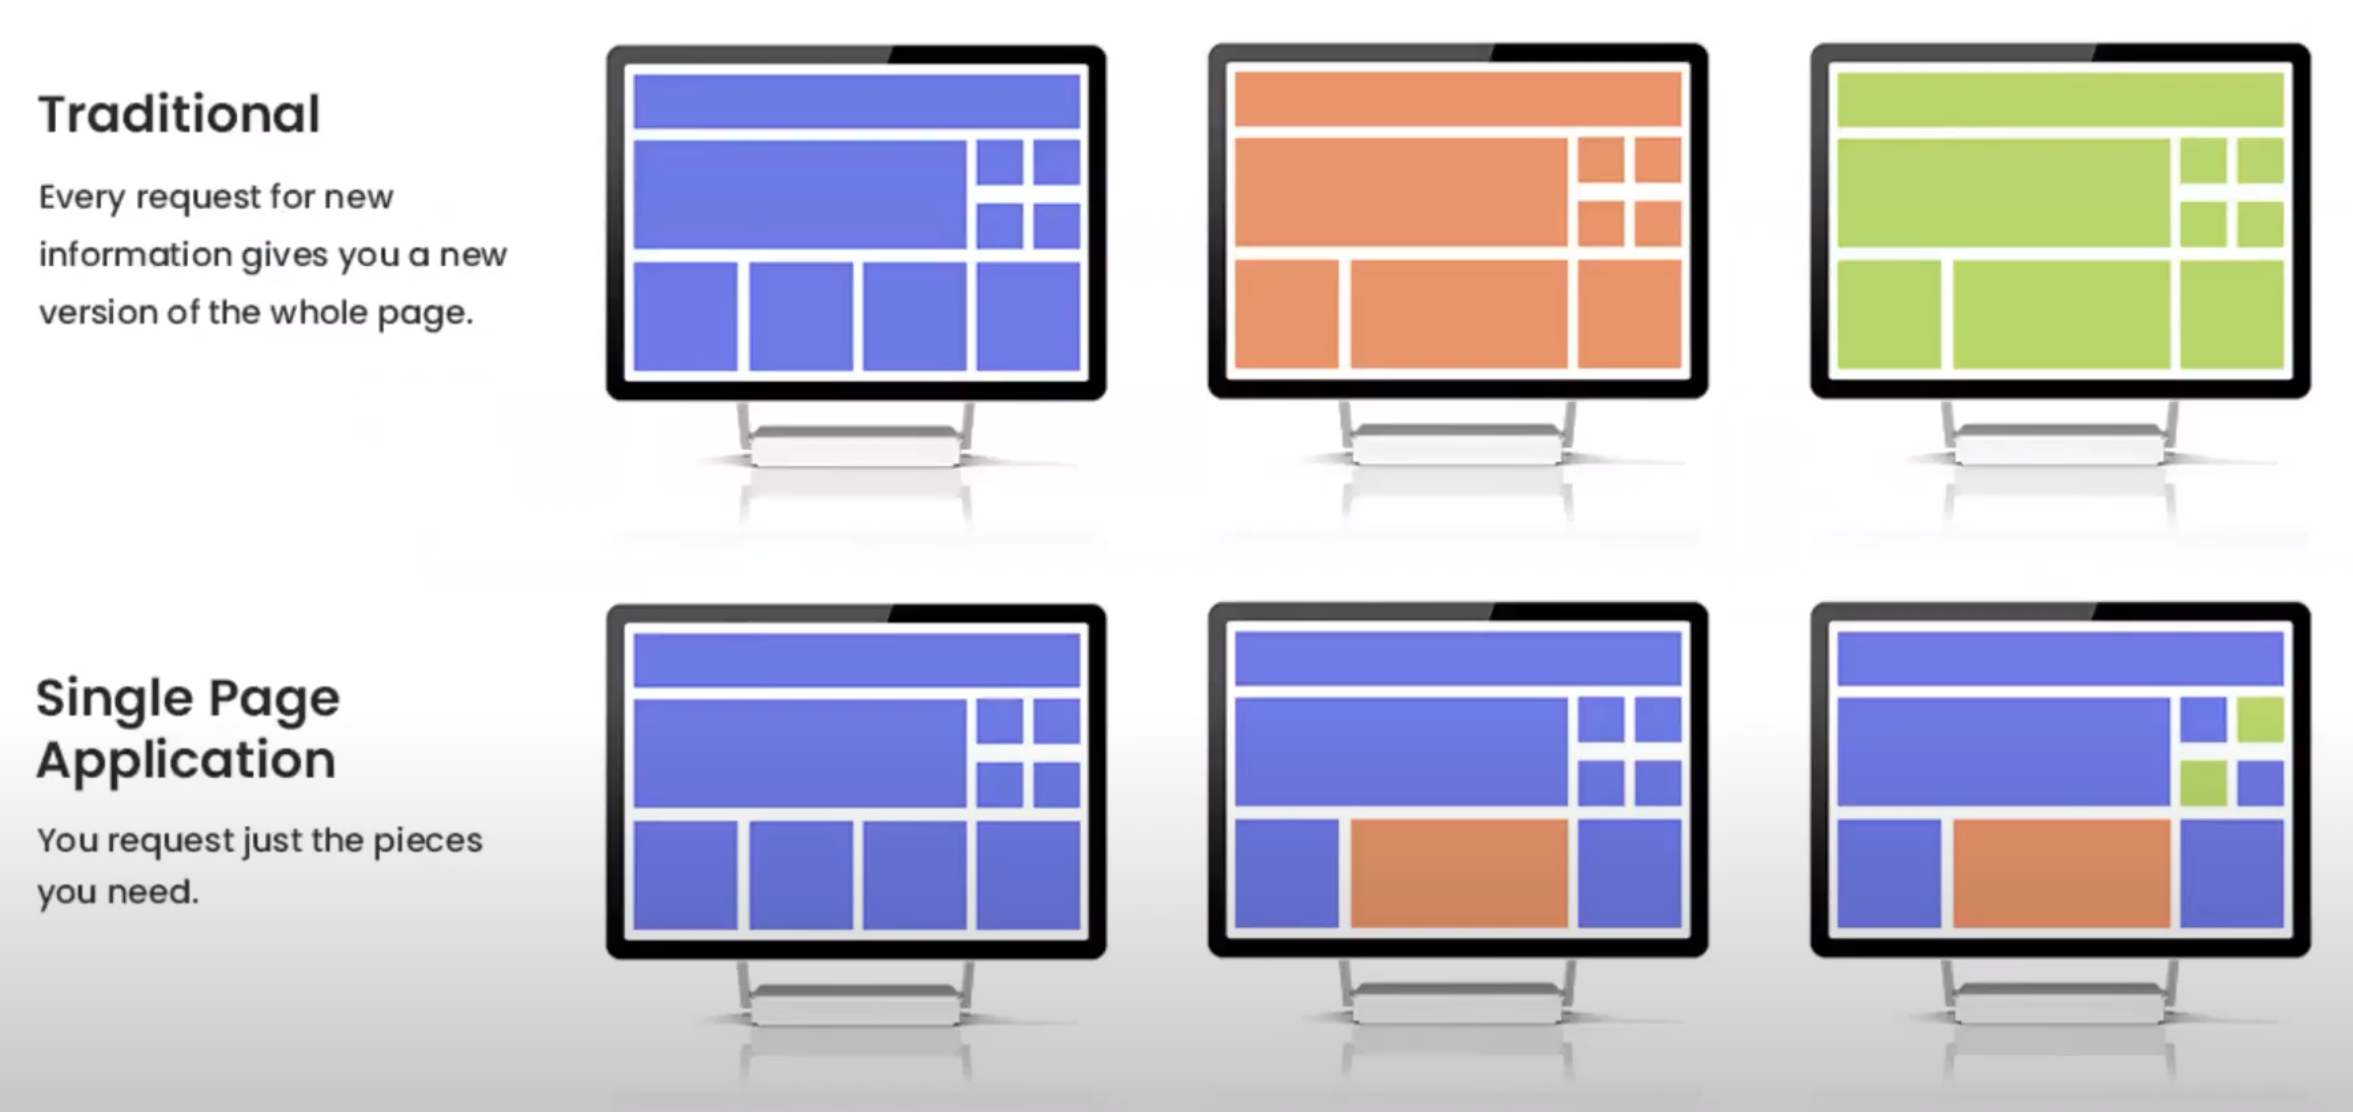 Traditional
Every request for new
information gives you a new
version of the whole page.
Single Page
Application
You request just the pieces
you need.